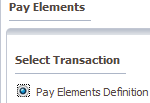 Pay Elements
Select Transaction
Pay Elements Definition